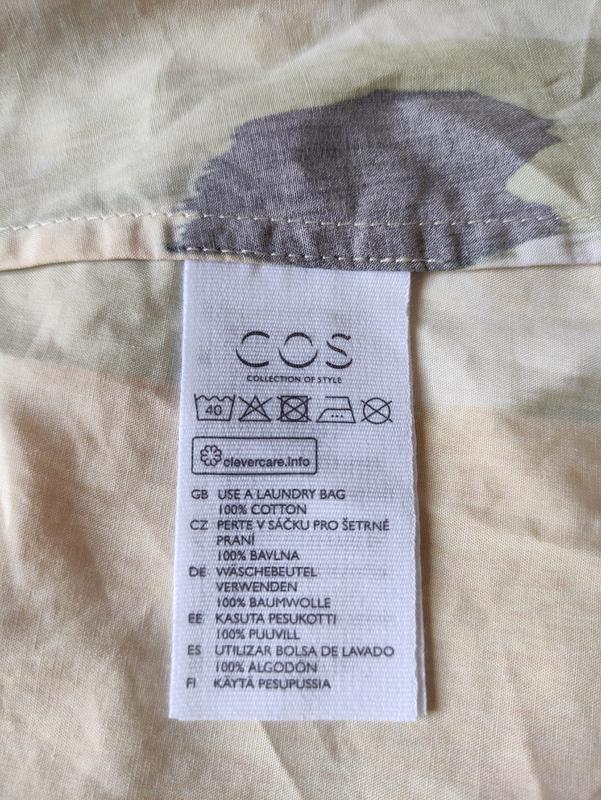 COS
COLLECTION OF STYLE
40
clevercare.info
GB USE A LAUNDRY BAG
100% COTTON
CZ PERTE V SÁČKU PRO ŠETRNÉ
PRANÍ
100% BAVLNA
DE WÄSCHEBEUTEL
VERWENDEN
100% BAUMWOLLE
EE KASUTA PESUKOTTI
100% PUUVILL
ES UTILIZAR BOLSA DE LAVADO
100% ALGODÓN
FI KÄYTÄ PESUPUSSIA